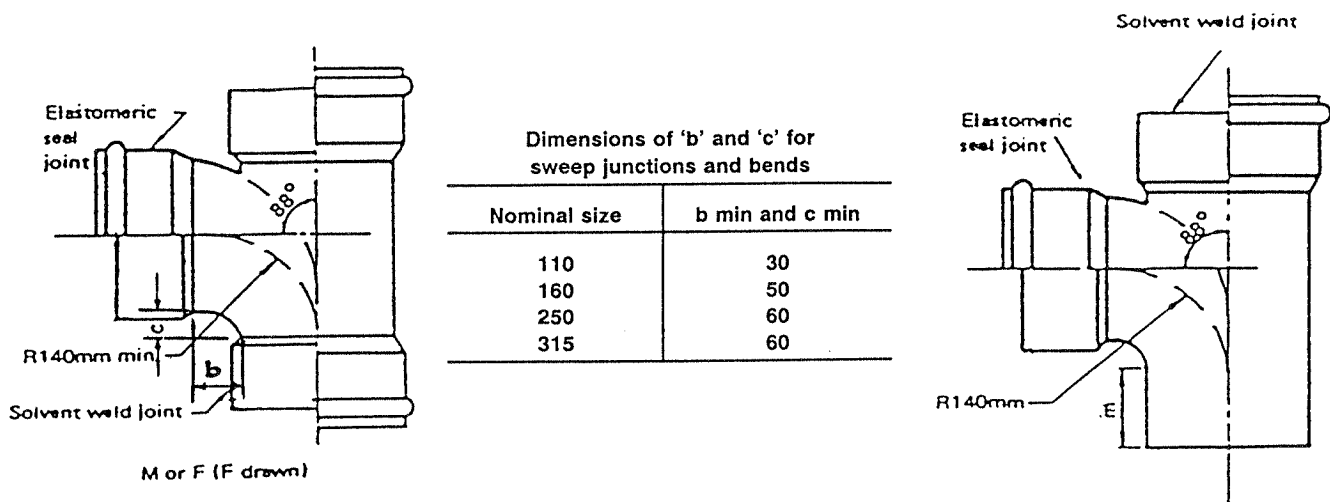 Elastomeric
seal
joint
88°
c
R140mm min
b
Solvent weld joint
M or F (F drawn)
Dimensions of ‘b’ and ‘c’ for
sweep junctions and bends
Nominal size b min and c min
110 30
160 50
250 60
315 60
Solvent weld joint
Elastomeric
seal joint
88°
R140mm
E